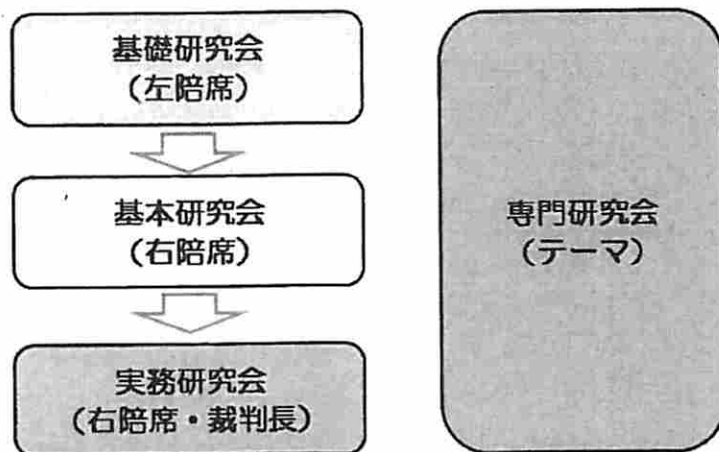 基礎研究会
(左陪席)
基本研究会
(右陪席)
実務研究会
(右陪席・裁判長)
専門研究会
(テーマ)